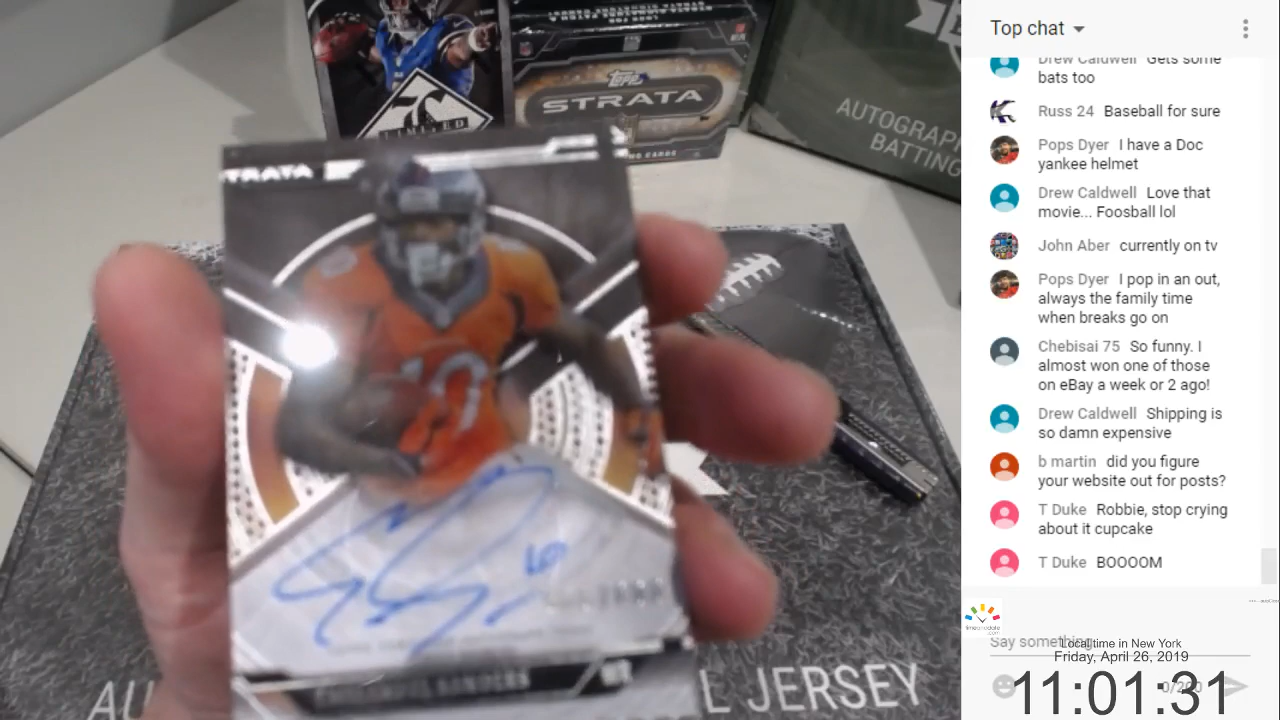 LIMITED
Topps
STRATA
AUTOGRAPH
BATTING
TRATA
10
SANDERS
AU
L JERSEY
Top chat
Drew Caldwell Gets some
bats too
Russ 24 Baseball for sure
Pops Dyer I have a Doc
yankee helmet
Drew Caldwell Love that
movie... Foosball lol
John Aber currently on tv
Pops Dyer I pop in an out,
always the family time
when breaks go on
Chebisai 75 So funny. I
almost won one of those
on eBay a week or 2 ago!
Drew Caldwell Shipping is
so damn expensive
b martin did you figure
your website out for posts?
T Duke Robbie, stop crying
about it cupcake
T Duke BOOOOM
Say something...
Local time in New York
Friday, April 26, 2019
11:01:31